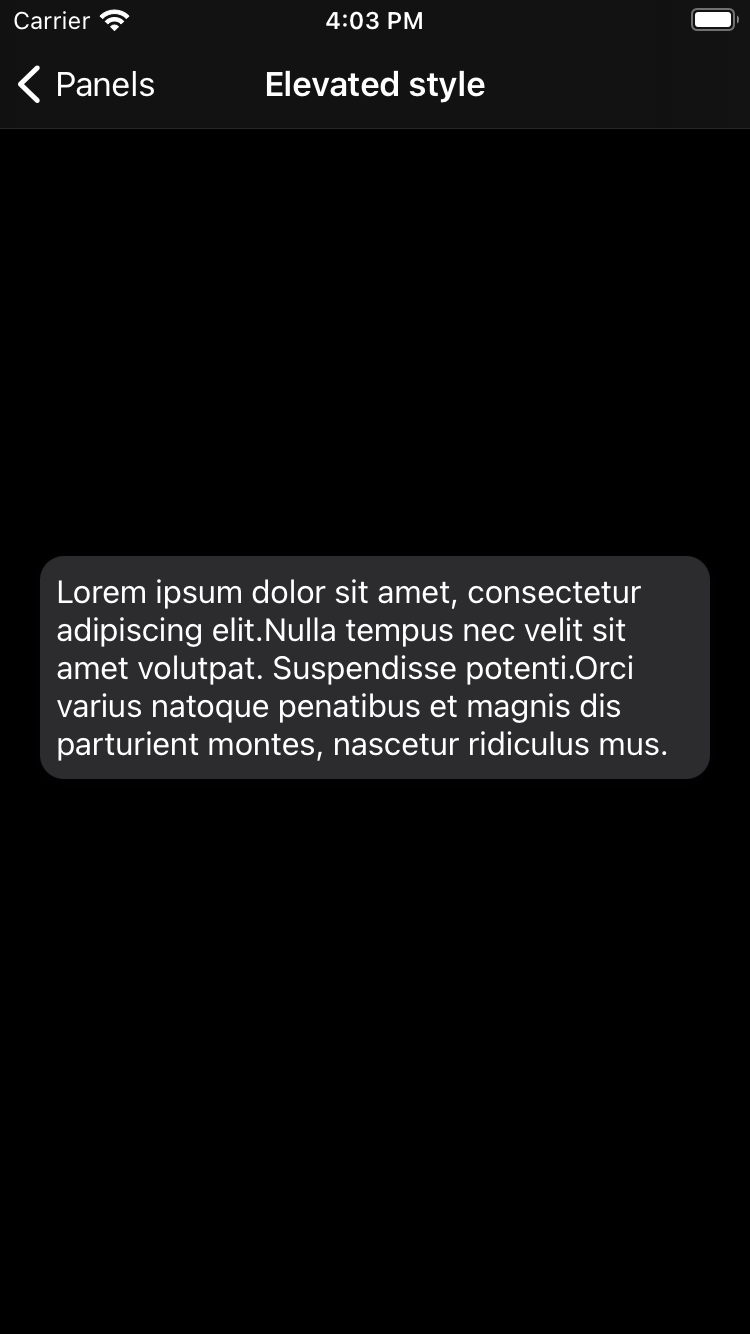 Carrier
4:03 PM
Panels
Elevated style
Lorem ipsum dolor sit amet, consectetur
adipiscing elit.Nulla tempus nec velit sit
amet volutpat. Suspendisse potenti.Orci
varius natoque penatibus et magnis dis
parturient montes, nascetur ridiculus mus.